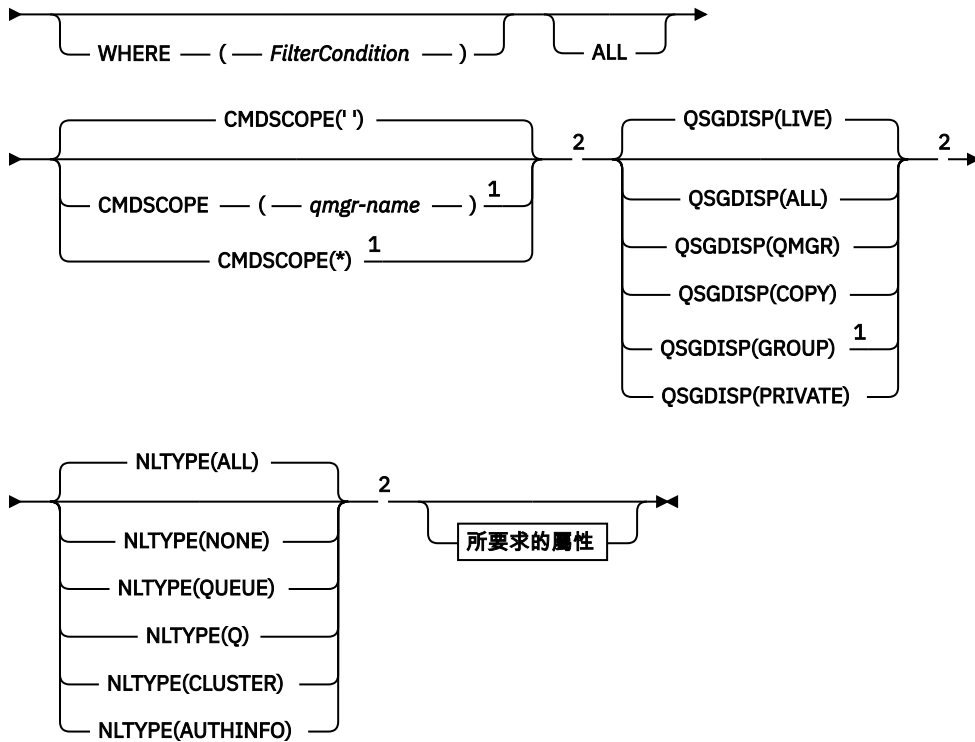 WHERE ( FilterCondition ) ALL
CMDSCOPE(' ') QSGDISP(LIVE)
2 2
CMDSCOPE ( qmgr-name ) 1 QSGDISP(ALL)
CMDSCOPE(*) 1 QSGDISP(QMGR)
QSGDISP(COPY)
QSGDISP(GROUP) 1
QSGDISP(PRIVATE)
NLTYPE(ALL)
2
NLTYPE(NONE) 所要求的屬性
NLTYPE(QUEUE)
NLTYPE(Q)
NLTYPE(CLUSTER)
NLTYPE(AUTHINFO)